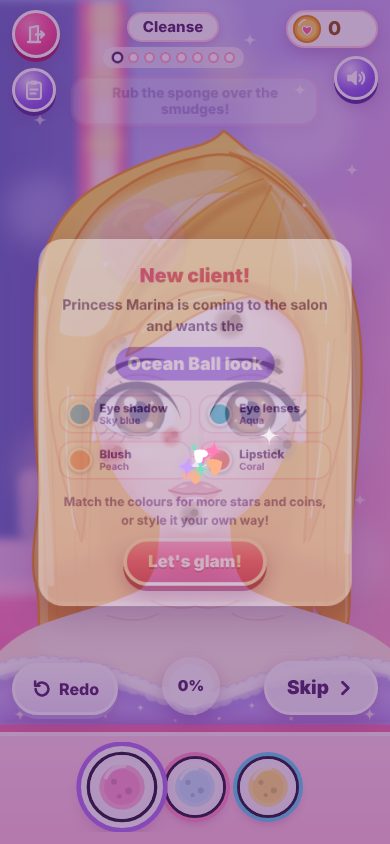 Cleanse
0
Rub the sponge over the
smudges!
New client!
Princess Marina is coming to the salon
and wants the
Ocean Ball look
Eye shadow
Sky blue
Eye lenses
Aqua
Blush
Peach
Lipstick
Coral
Match the colours for more stars and coins,
or style it your own way!
Let's glam!
Redo
0%
Skip